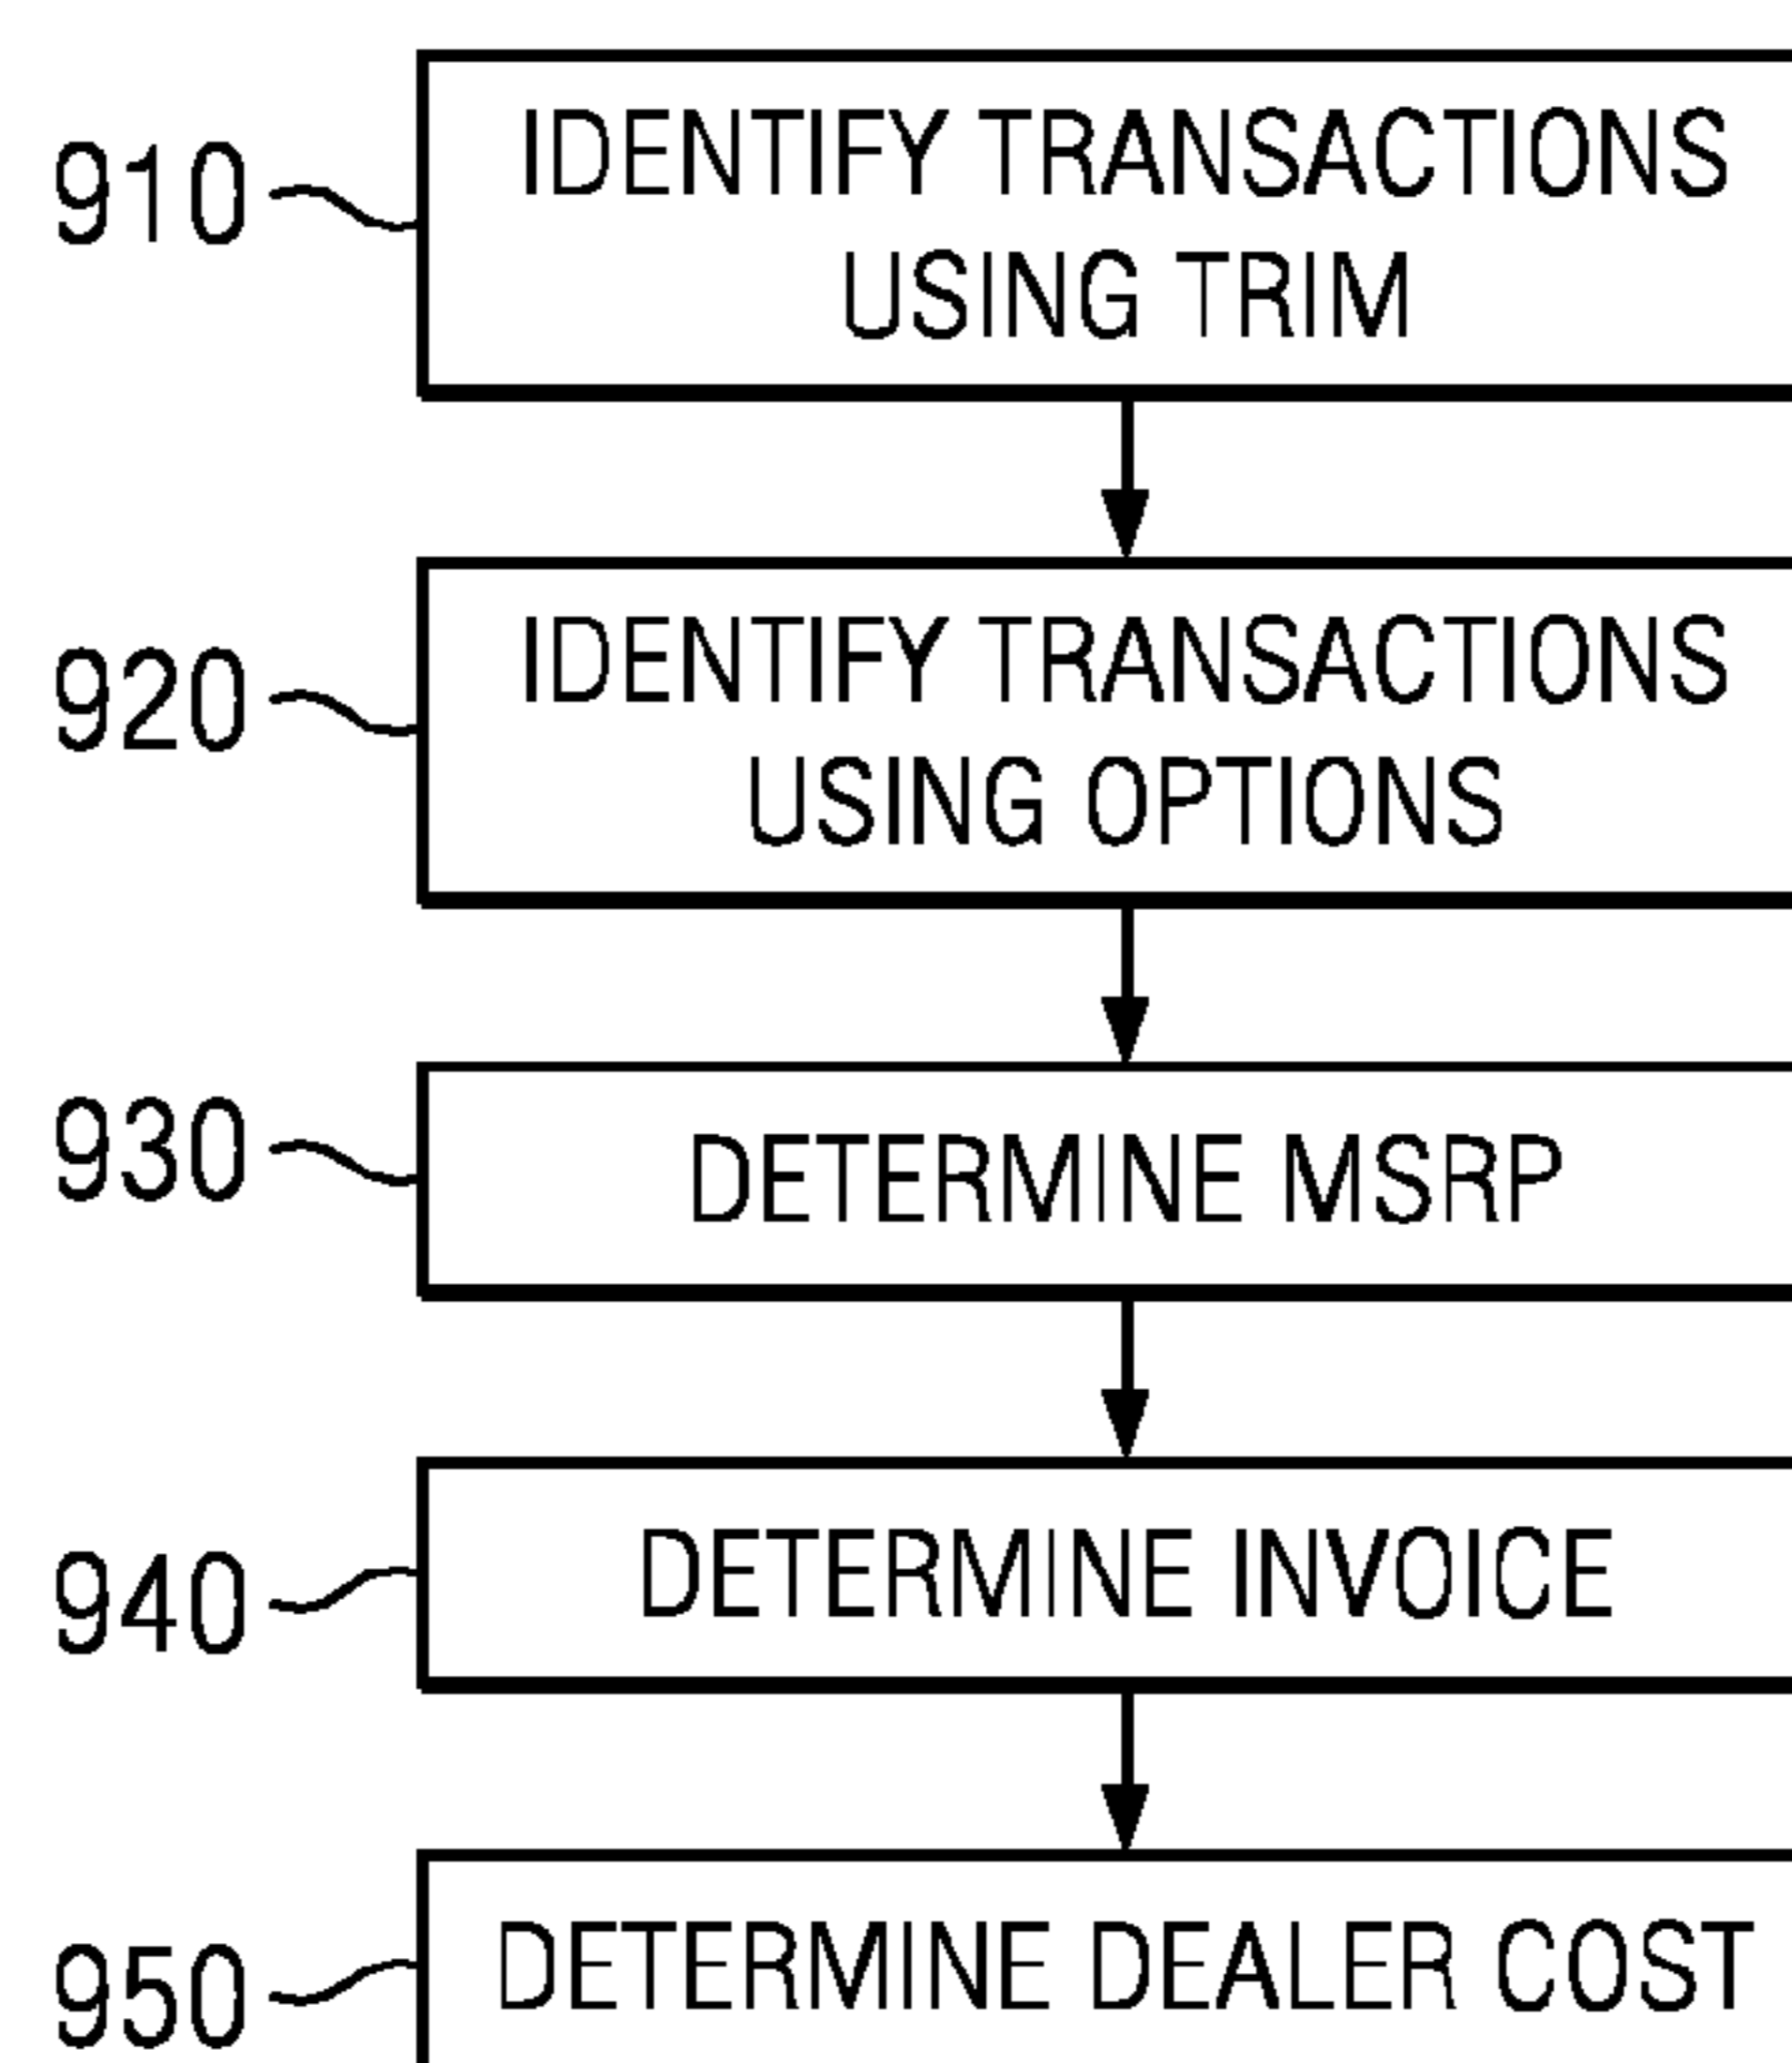 910
IDENTIFY TRANSACTIONS
USING TRIM
920
IDENTIFY TRANSACTIONS
USING OPTIONS
930
DETERMINE MSRP
940
DETERMINE INVOICE
950
DETERMINE DEALER COST